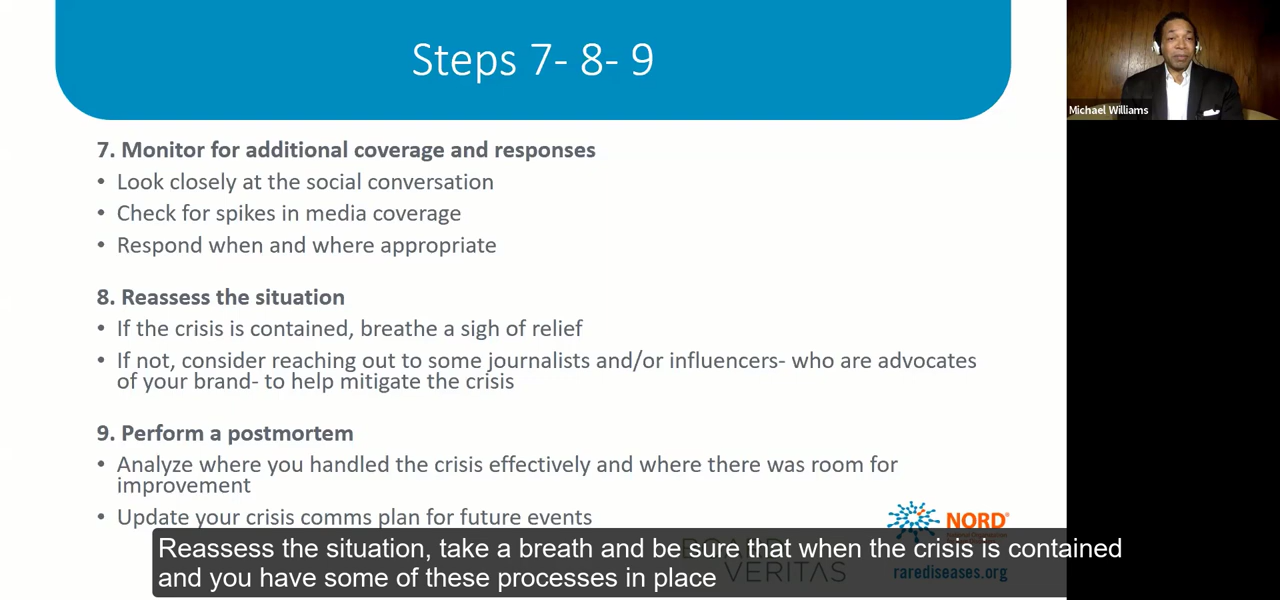 Steps 7- 8- 9
Michael Williams
7. Monitor for additional coverage and responses
• Look closely at the social conversation
• Check for spikes in media coverage
• Respond when and where appropriate
8. Reassess the situation
• If the crisis is contained, breathe a sigh of relief
• If not, consider reaching out to some journalists and/or influencers- who are advocates
of your brand- to help mitigate the crisis
9. Perform a postmortem
• Analyze where you handled the crisis effectively and where there was room for
improvement
• Update your crisis comms plan for future events
NORD®
Reassess the situation, take a breath and be sure that when the crisis is contained
and you have some of these processes in place
VERITAS
rarediseases.org